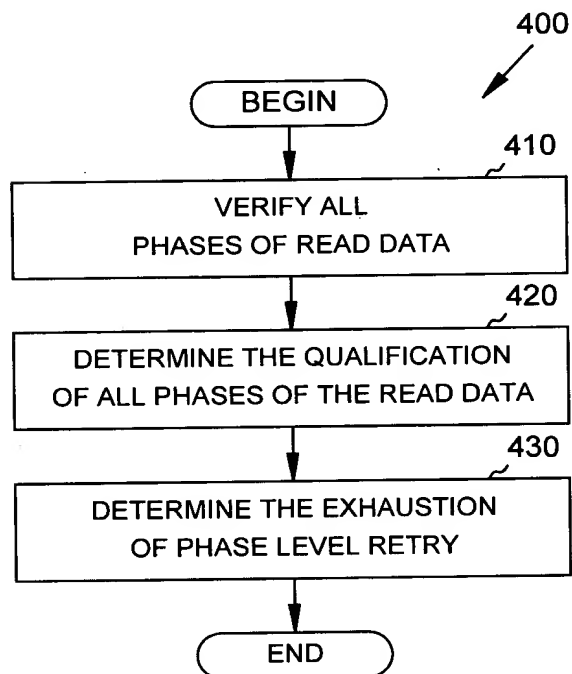 400
BEGIN
410
VERIFY ALL
PHASES OF READ DATA
420
DETERMINE THE QUALIFICATION
OF ALL PHASES OF THE READ DATA
430
DETERMINE THE EXHAUSTION
OF PHASE LEVEL RETRY
END